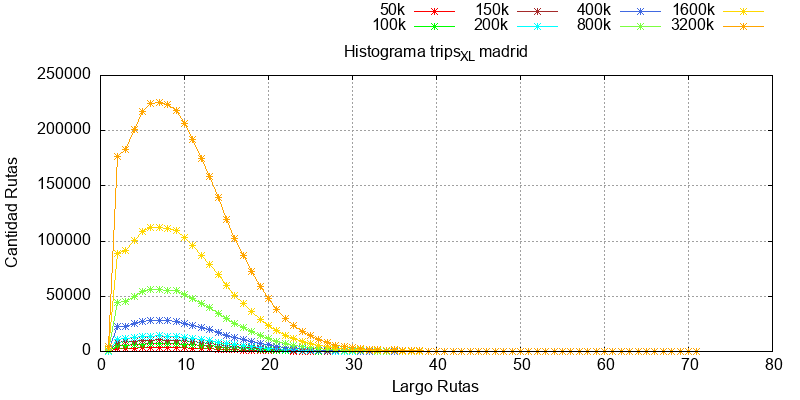 50k 150k 400k 1600k
100k 200k 800k 3200k
Histograma tripsXL madrid
250000
200000
150000
100000
50000
0
Cantidad Rutas
0 10 20 30 40 50 60 70 80
Largo Rutas